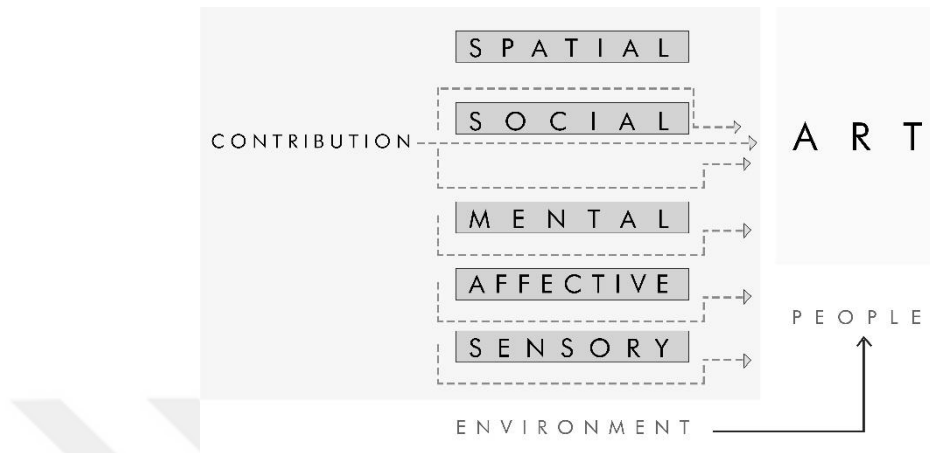 SPATIAL
SOCIAL
CONTRIBUTION
ART
MENTAL
AFFECTIVE
PEOPLE
SENSORY
ENVIRONMENT